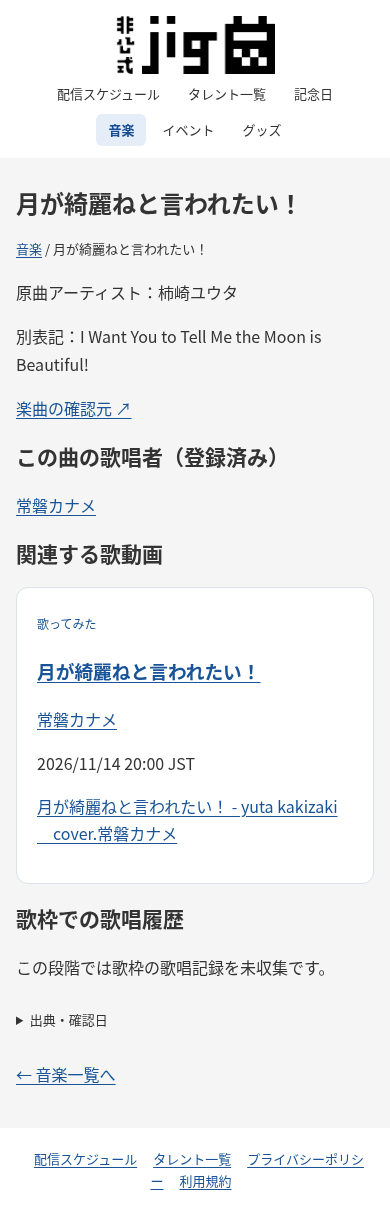 非公式 jig図
配信スケジュール タレント一覧 記念日
音楽 イベント グッズ
月が綺麗ねと言われたい！
音楽 / 月が綺麗ねと言われたい！
原曲アーティスト：柿崎ユウタ
別表記：I Want You to Tell Me the Moon is
Beautiful!
楽曲の確認元 ↗
この曲の歌唱者（登録済み）
常磐カナメ
関連する歌動画
歌ってみた
月が綺麗ねと言われたい！
常磐カナメ
2026/11/14 20:00 JST
月が綺麗ねと言われたい！ - yuta kakizaki
　cover.常磐カナメ
歌枠での歌唱履歴
この段階では歌枠の歌唱記録を未収集です。
▶ 出典・確認日
← 音楽一覧へ
配信スケジュール タレント一覧 プライバシーポリシ
ー 利用規約